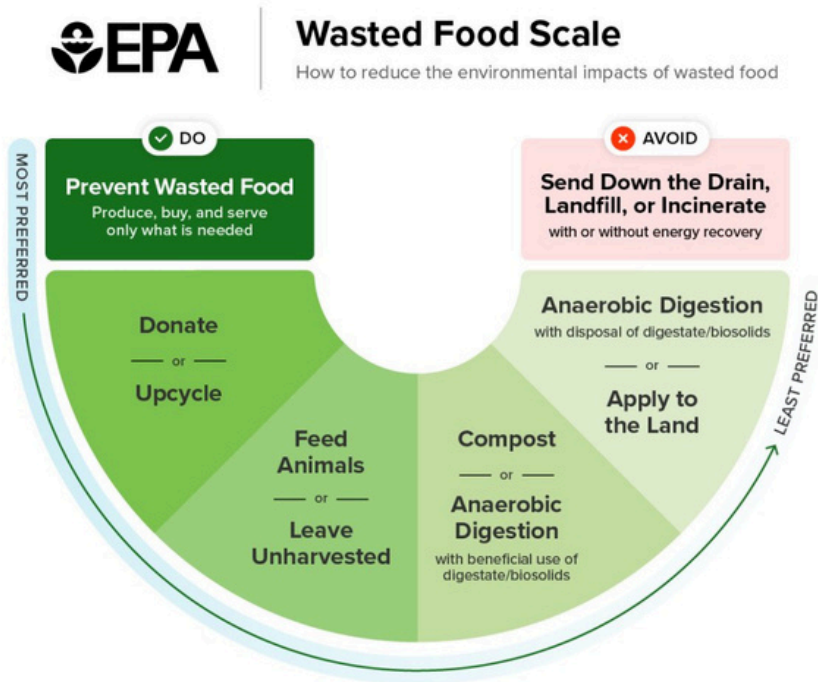 EPA
Wasted Food Scale
How to reduce the environmental impacts of wasted food
MOST PREFERRED
DO
Prevent Wasted Food
Produce, buy, and serve
only what is needed
Donate
or
Upcycle
Feed
Animals
or
Leave
Unharvested
Compost
or
Anaerobic
Digestion
with beneficial use of
digestate/biosolids
Anaerobic Digestion
with disposal of digestate/biosolids
or
Apply to
the Land
AVOID
Send Down the Drain,
Landfill, or Incinerate
with or without energy recovery
LEAST PREFERRED